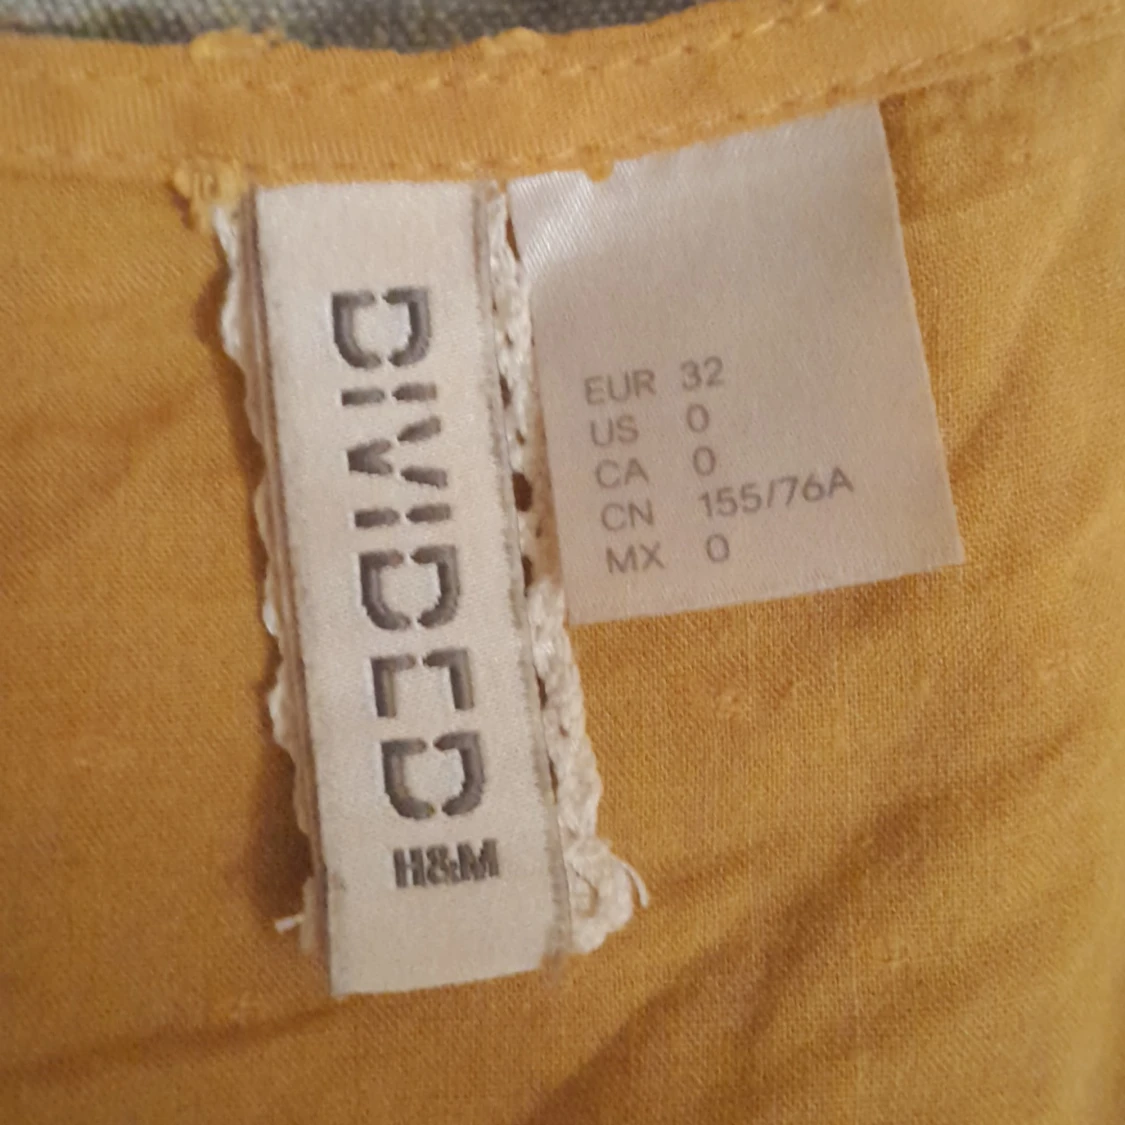 DIVIDED
H&M
EUR 32
US 0
CA 0
CN 155/76A
MX 0